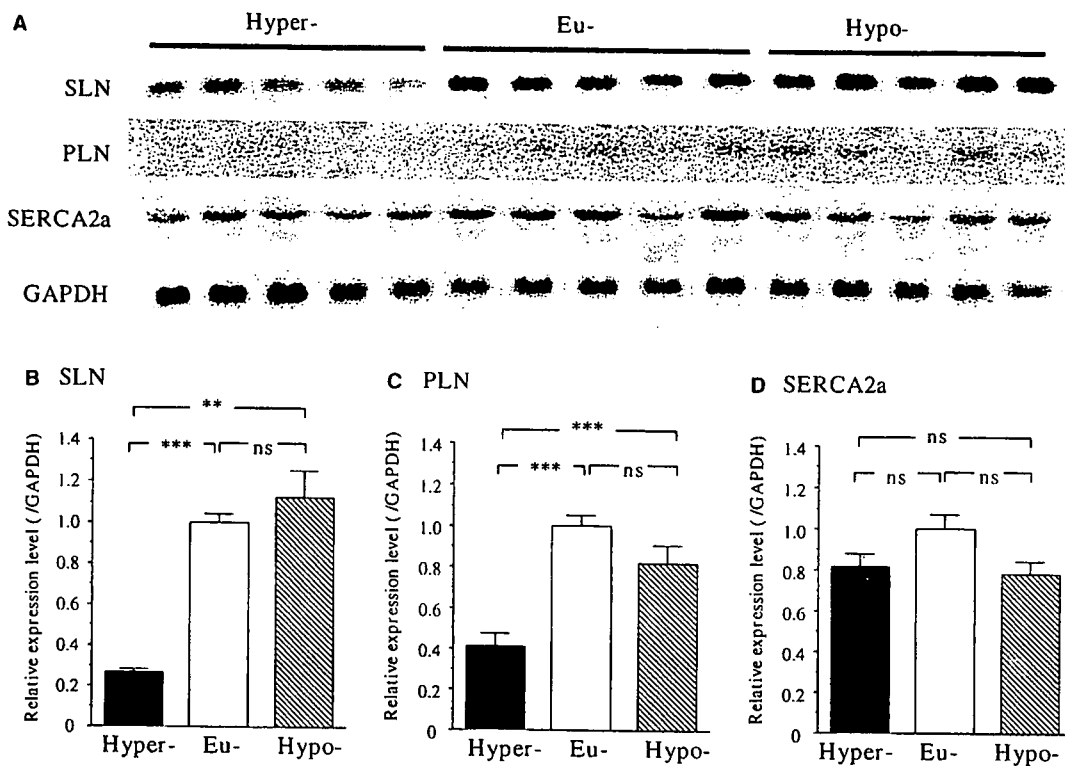 A
Hyper-
Eu-
Hypo-
SLN
PLN
SERCA2a
GAPDH
B SLN
**
***
ns
Relative expression level (/GAPDH)
1.4
1.2
1.0
0.8
0.6
0.4
0.2
0
Hyper-
Eu-
Hypo-
C PLN
***
***
ns
Relative expression level (/GAPDH)
1.4
1.2
1.0
0.8
0.6
0.4
0.2
0
Hyper-
Eu-
Hypo-
D SERCA2a
ns
ns
ns
Relative expression level (/GAPDH)
1.4
1.2
1.0
0.8
0.6
0.4
0.2
0
Hyper-
Eu-
Hypo-